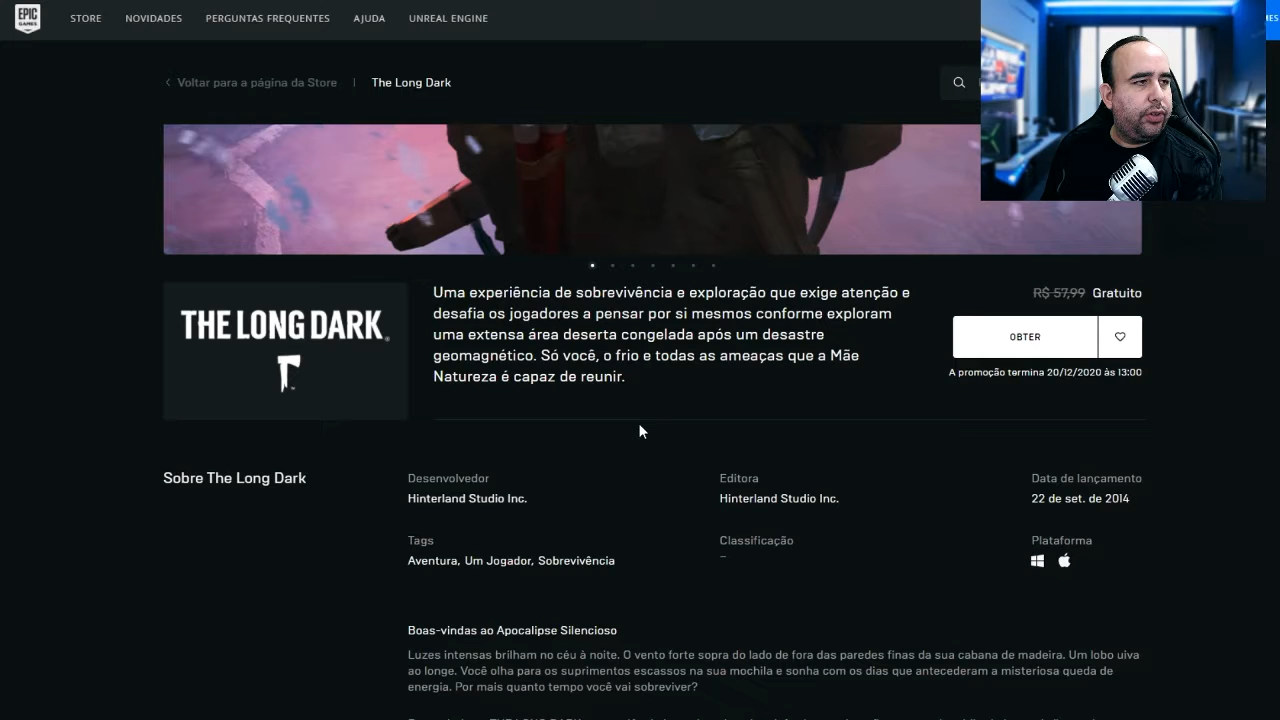 EPIC
GAMES
STORE
NOVIDADES
PERGUNTAS FREQUENTES
AJUDA
UNREAL ENGINE
Voltar para a página da Store
The Long Dark
THE LONG DARK
Uma experiência de sobrevivência e exploração que exige atenção e
desafia os jogadores a pensar por si mesmos conforme exploram
uma extensa área deserta congelada após um desastre
geomagnético. Só você, o frio e todas as ameaças que a Mãe
Natureza é capaz de reunir.
R$ 57,99 Gratuito
OBTER
A promoção termina 20/12/2020 às 13:00
Sobre The Long Dark
Desenvolvedor
Hinterland Studio Inc.
Editora
Hinterland Studio Inc.
Data de lançamento
22 de set. de 2014
Tags
Aventura, Um Jogador, Sobrevivência
Classificação
–
Plataforma
Boas-vindas ao Apocalipse Silencioso
Luzes intensas brilham no céu à noite. O vento forte sopra do lado de fora das paredes finas da sua cabana de madeira. Um lobo uiva
ao longe. Você olha para os suprimentos escassos na sua mochila e sonha com os dias que antecederam a misteriosa queda de
energia. Por mais quanto tempo você vai sobreviver?